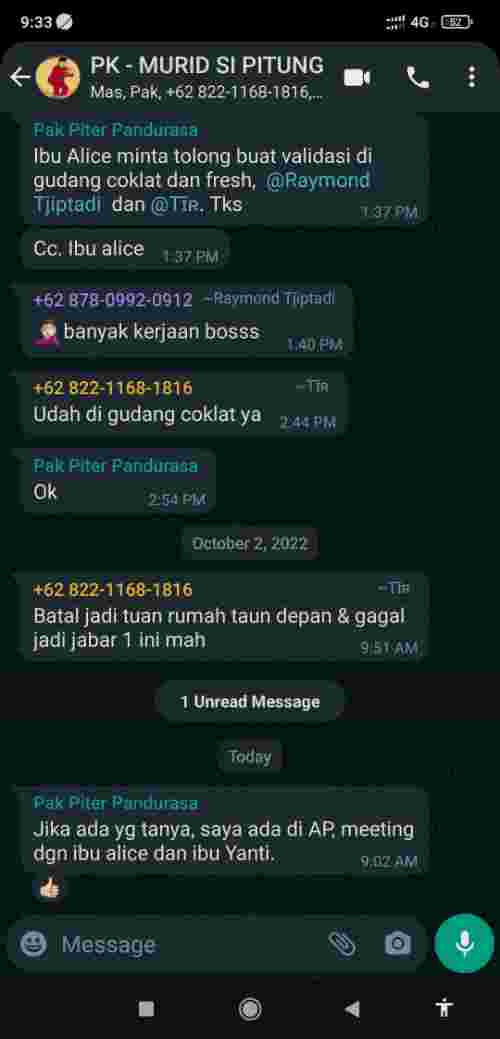 9:33
4G
52
PK - MURID SI PITUNG
Mas, Pak, +62 822-1168-1816,...
Pak Piter Pandurasa
Ibu Alice minta tolong buat validasi di
gudang coklat dan fresh, @Raymond
Tjiptadi dan @TĪR. Tks
1:37 PM
Cc. Ibu alice
1:37 PM
+62 878-0992-0912 ~Raymond Tjiptadi
banyak kerjaan bosss
1:40 PM
+62 822-1168-1816 ~TĪR
Udah di gudang coklat ya
2:44 PM
Pak Piter Pandurasa
Ok
2:54 PM
October 2, 2022
+62 822-1168-1816 ~TĪR
Batal jadi tuan rumah taun depan & gagal
jadi jabar 1 ini mah
9:51 AM
1 Unread Message
Today
Pak Piter Pandurasa
Jika ada yg tanya, saya ada di AP, meeting
dgn ibu alice dan ibu Yanti.
9:02 AM
Message